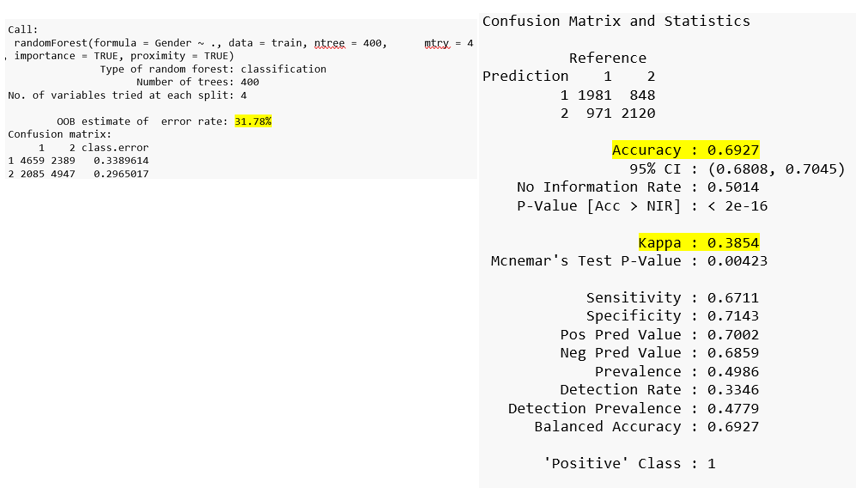 Call:
randomForest(formula = Gender ~ ., data = train, ntree = 400, mtry = 4
, importance = TRUE, proximity = TRUE)
Type of random forest: classification
Number of trees: 400
No. of variables tried at each split: 4
OOB estimate of error rate: 31.78%
Confusion matrix:
1 2 class.error
1 4659 2389 0.3389614
2 2085 4947 0.2965017
Confusion Matrix and Statistics
Reference
Prediction 1 2
1 1981 848
2 971 2120
Accuracy : 0.6927
95% CI : (0.6808, 0.7045)
No Information Rate : 0.5014
P-Value [Acc > NIR] : < 2e-16
Kappa : 0.3854
Mcnemar's Test P-Value : 0.00423
Sensitivity : 0.6711
Specificity : 0.7143
Pos Pred Value : 0.7002
Neg Pred Value : 0.6859
Prevalence : 0.4986
Detection Rate : 0.3346
Detection Prevalence : 0.4779
Balanced Accuracy : 0.6927
'Positive' Class : 1